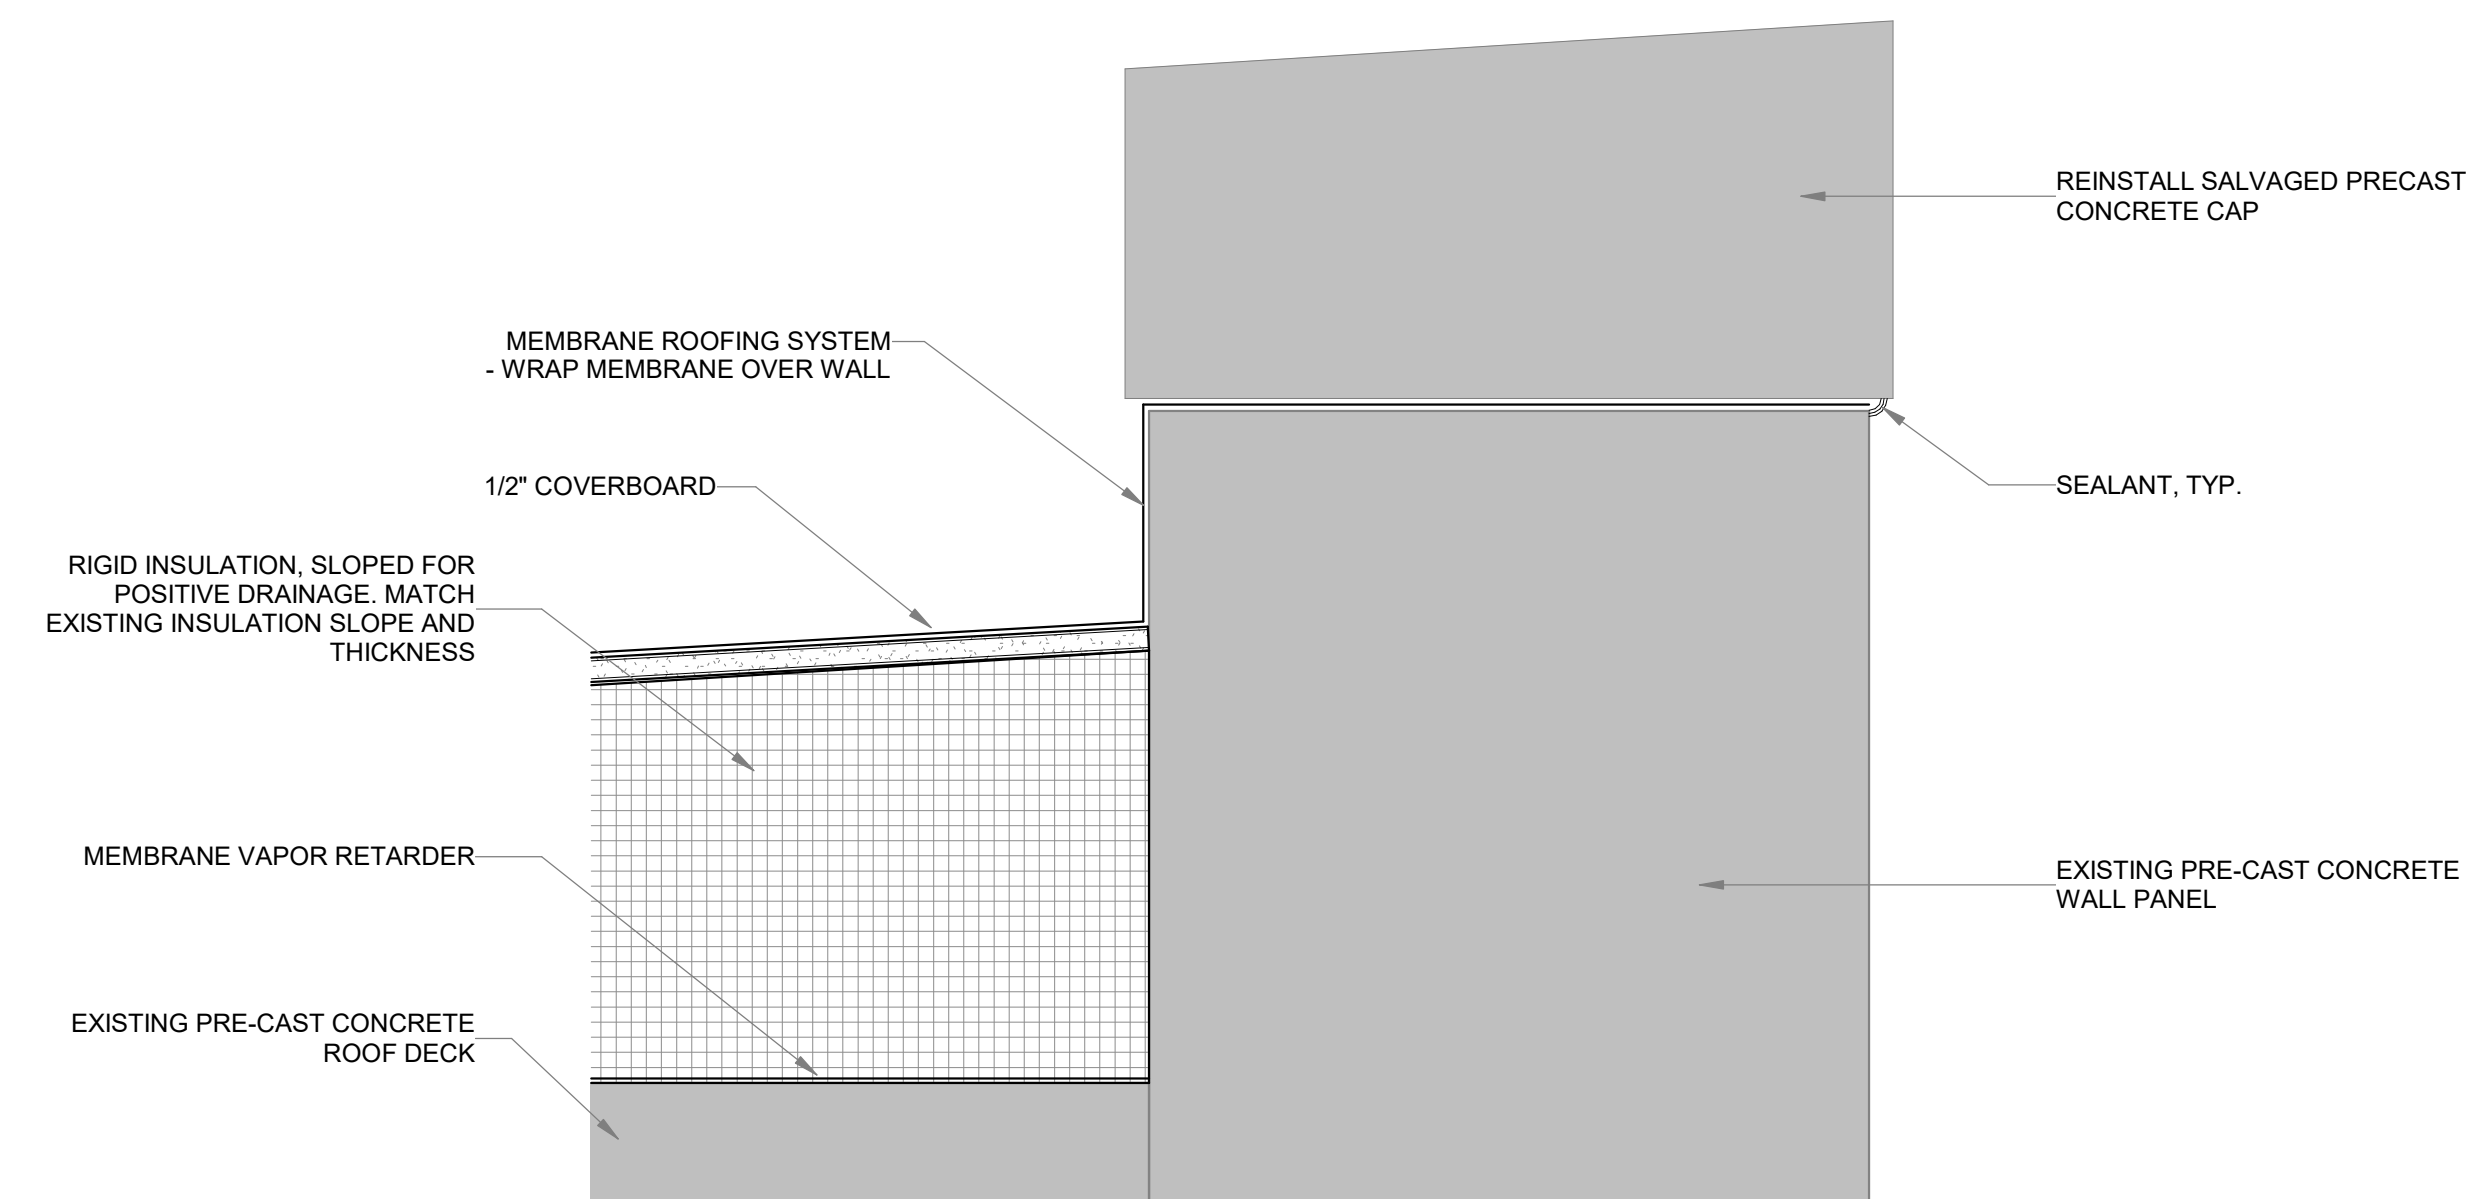 REINSTALL SALVAGED PRECAST
CONCRETE CAP
MEMBRANE ROOFING SYSTEM
- WRAP MEMBRANE OVER WALL
1/2" COVERBOARD
SEALANT, TYP.
RIGID INSULATION, SLOPED FOR
POSITIVE DRAINAGE. MATCH
EXISTING INSULATION SLOPE AND
THICKNESS
MEMBRANE VAPOR RETARDER
EXISTING PRE-CAST CONCRETE
WALL PANEL
EXISTING PRE-CAST CONCRETE
ROOF DECK